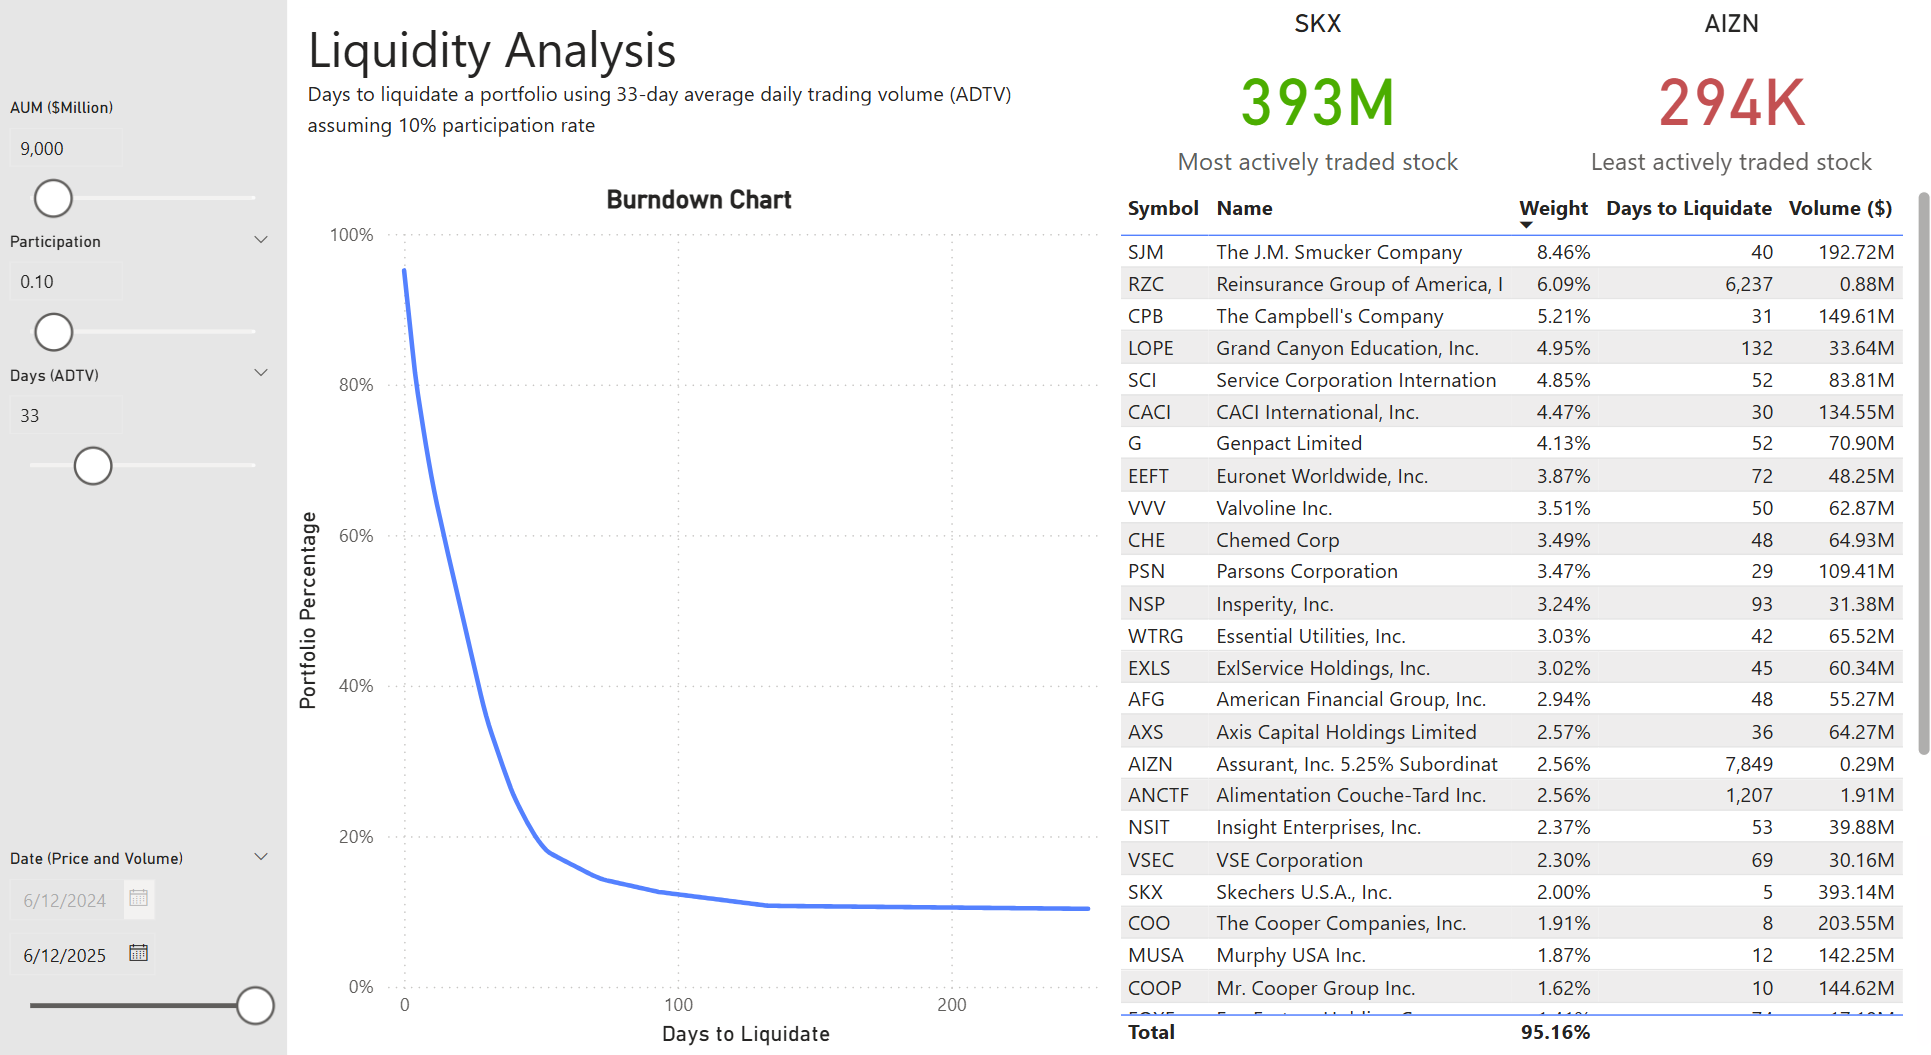 AUM ($Million)
9,000
Participation
0.10
Days (ADTV)
33
Date (Price and Volume)
6/12/2024
6/12/2025
Liquidity Analysis
Days to liquidate a portfolio using 33-day average daily trading volume (ADTV)
assuming 10% participation rate
Burndown Chart
Portfolio Percentage
100%
80%
60%
40%
20%
0%
0 100 200
Days to Liquidate
SKX
393M
Most actively traded stock
AIZN
294K
Least actively traded stock
Symbol Name Weight Days to Liquidate Volume ($)
SJM The J.M. Smucker Company 8.46% 40 192.72M
RZC Reinsurance Group of America, I 6.09% 6,237 0.88M
CPB The Campbell's Company 5.21% 31 149.61M
LOPE Grand Canyon Education, Inc. 4.95% 132 33.64M
SCI Service Corporation Internation 4.85% 52 83.81M
CACI CACI International, Inc. 4.47% 30 134.55M
G Genpact Limited 4.13% 52 70.90M
EEFT Euronet Worldwide, Inc. 3.87% 72 48.25M
VVV Valvoline Inc. 3.51% 50 62.87M
CHE Chemed Corp 3.49% 48 64.93M
PSN Parsons Corporation 3.47% 29 109.41M
NSP Insperity, Inc. 3.24% 93 31.38M
WTRG Essential Utilities, Inc. 3.03% 42 65.52M
EXLS ExlService Holdings, Inc. 3.02% 45 60.34M
AFG American Financial Group, Inc. 2.94% 48 55.27M
AXS Axis Capital Holdings Limited 2.57% 36 64.27M
AIZN Assurant, Inc. 5.25% Subordinat 2.56% 7,849 0.29M
ANCTF Alimentation Couche-Tard Inc. 2.56% 1,207 1.91M
NSIT Insight Enterprises, Inc. 2.37% 53 39.88M
VSEC VSE Corporation 2.30% 69 30.16M
SKX Skechers U.S.A., Inc. 2.00% 5 393.14M
COO The Cooper Companies, Inc. 1.91% 8 203.55M
MUSA Murphy USA Inc. 1.87% 12 142.25M
COOP Mr. Cooper Group Inc. 1.62% 10 144.62M
Total 95.16%